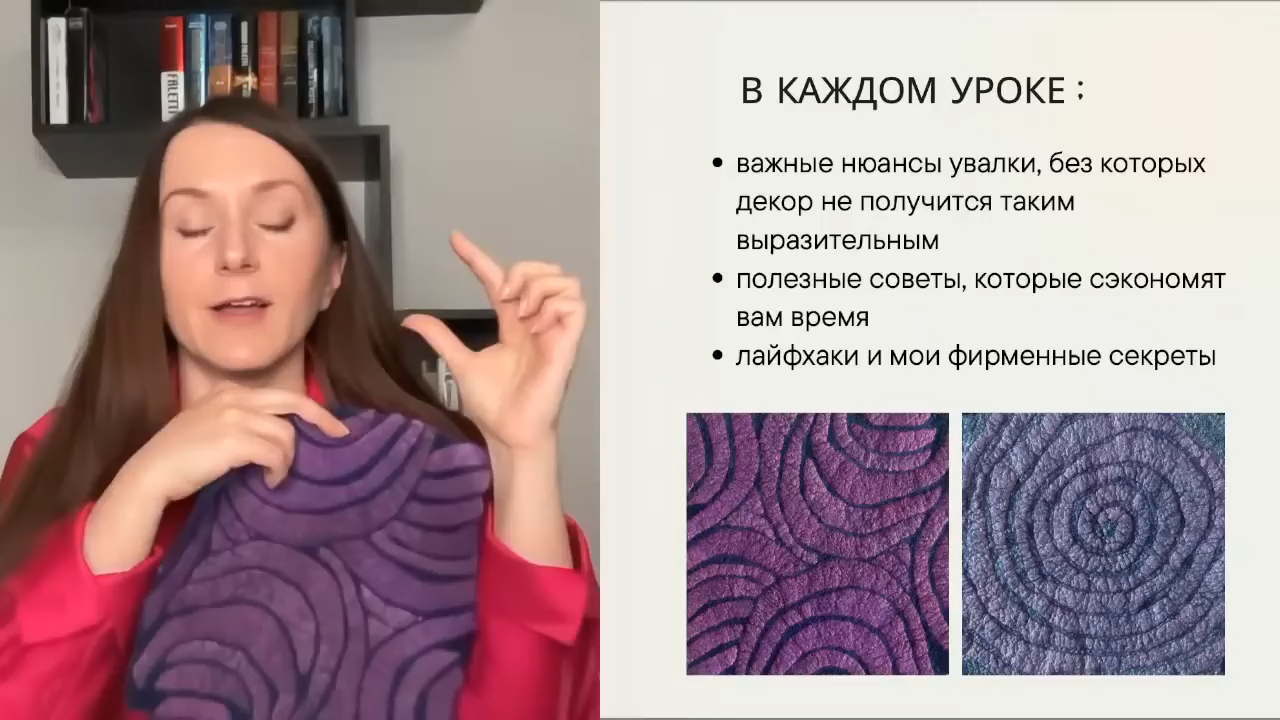 FALETTI
В КАЖДОМ УРОКЕ :
• важные нюансы увалки, без которых
декор не получится таким
выразительным
• полезные советы, которые сэкономят
вам время
• лайфхаки и мои фирменные секреты